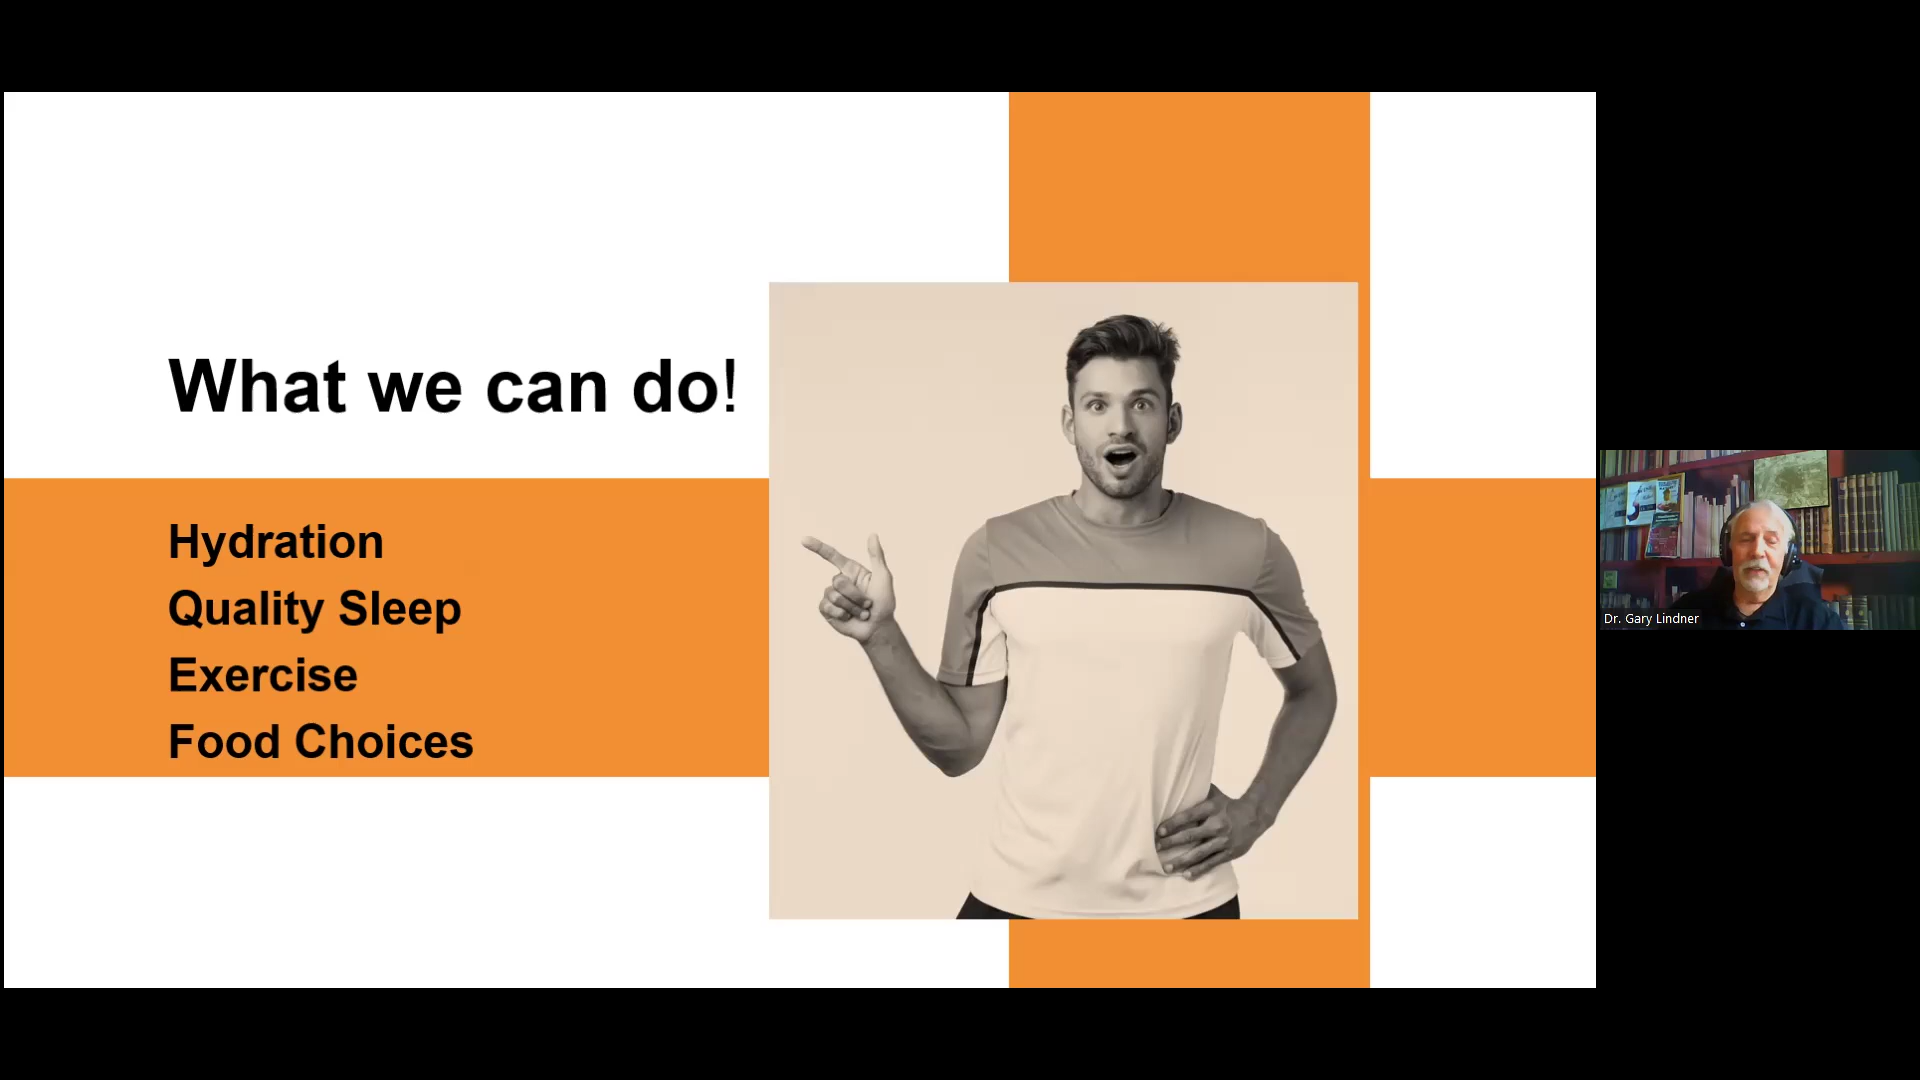 What we can do!
Hydration
Quality Sleep
Exercise
Food Choices
Dr. Gary Lindner